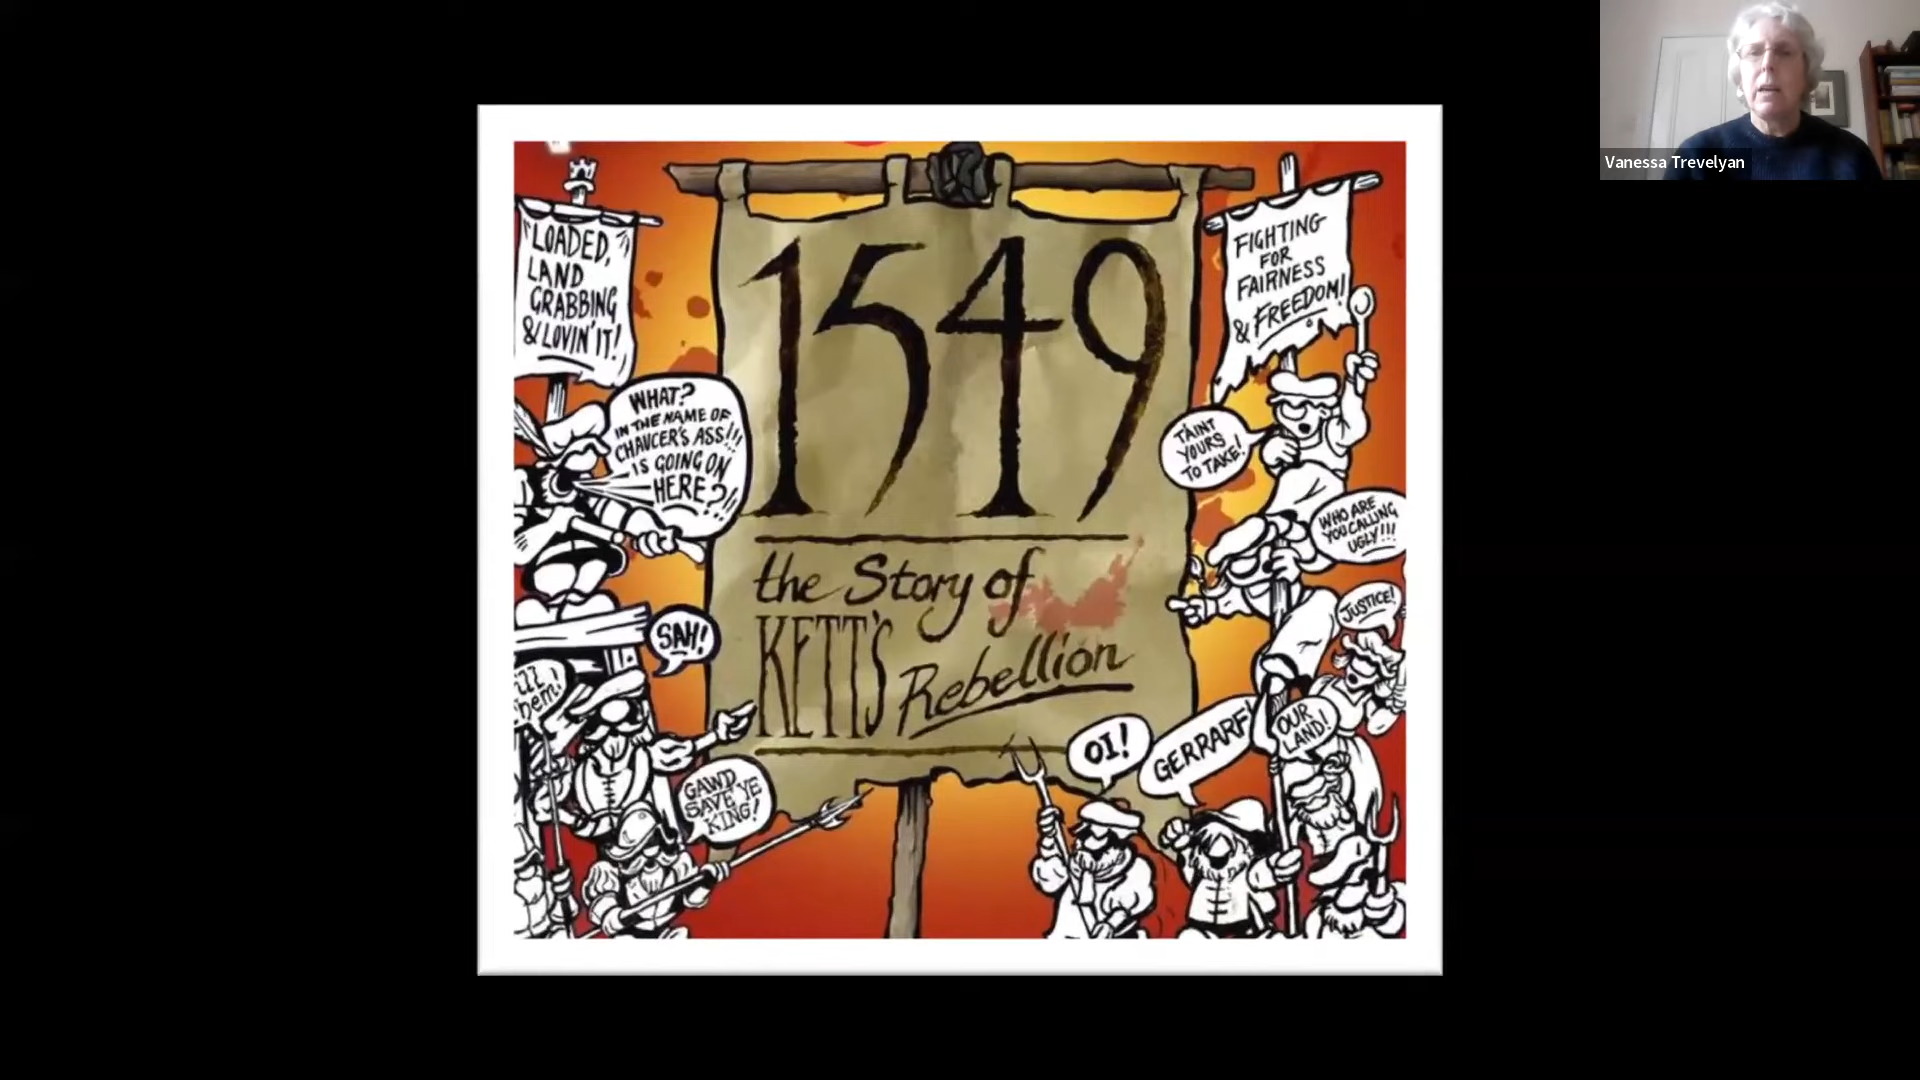 Vanessa Trevelyan
"LOADED,"
LAND
GRABBING
& LOVIN' IT!
WHAT?
IN THE NAME OF
CHAUCER'S ASS!!!
IS GOING ON
HERE?!
SAH!
hem!
GAWD
SAVE YE
KING!
1549
the Story of
KETT'S
Rebellion
FIGHTING
FOR
FAIRNESS
& FREEDOM!
T'AINT
YOURS
TO TAKE!
WHO ARE
YOU CALLING
UGLY!!!
JUSTICE!
OUR
LAND!
OI!
GERRARF!